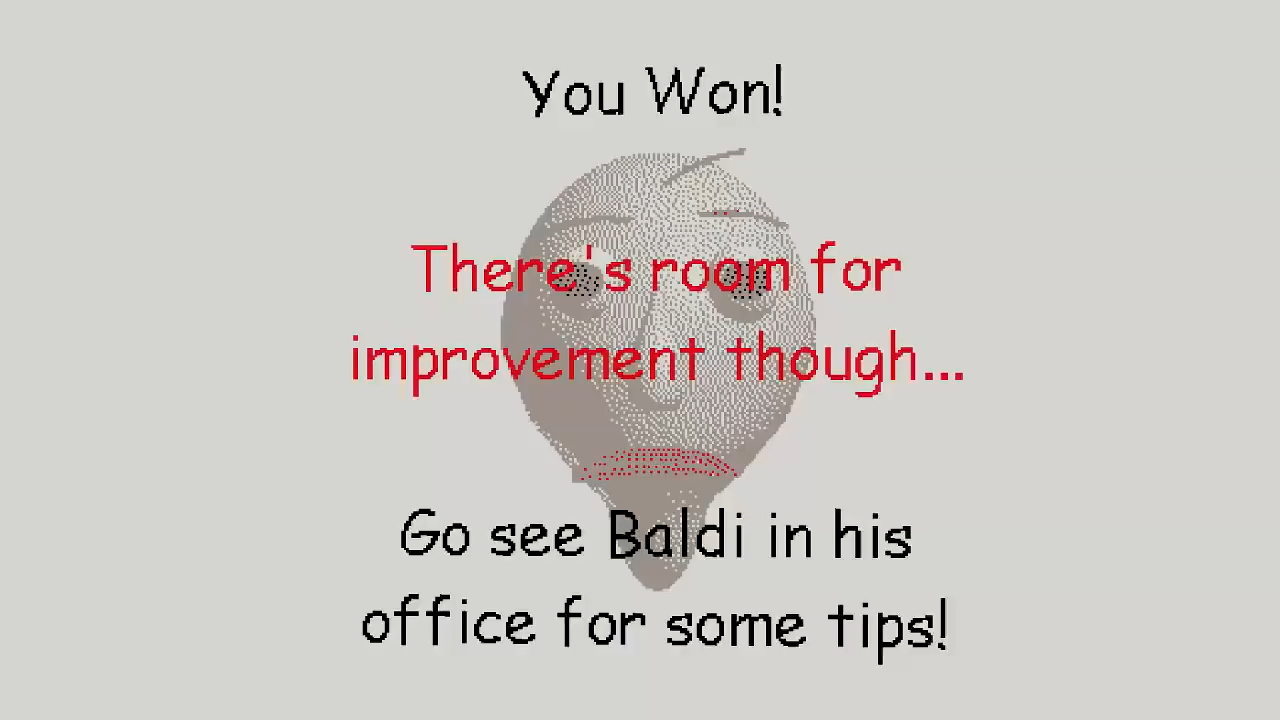 You Won!
There's room for
improvement though...
Go see Baldi in his
office for some tips!